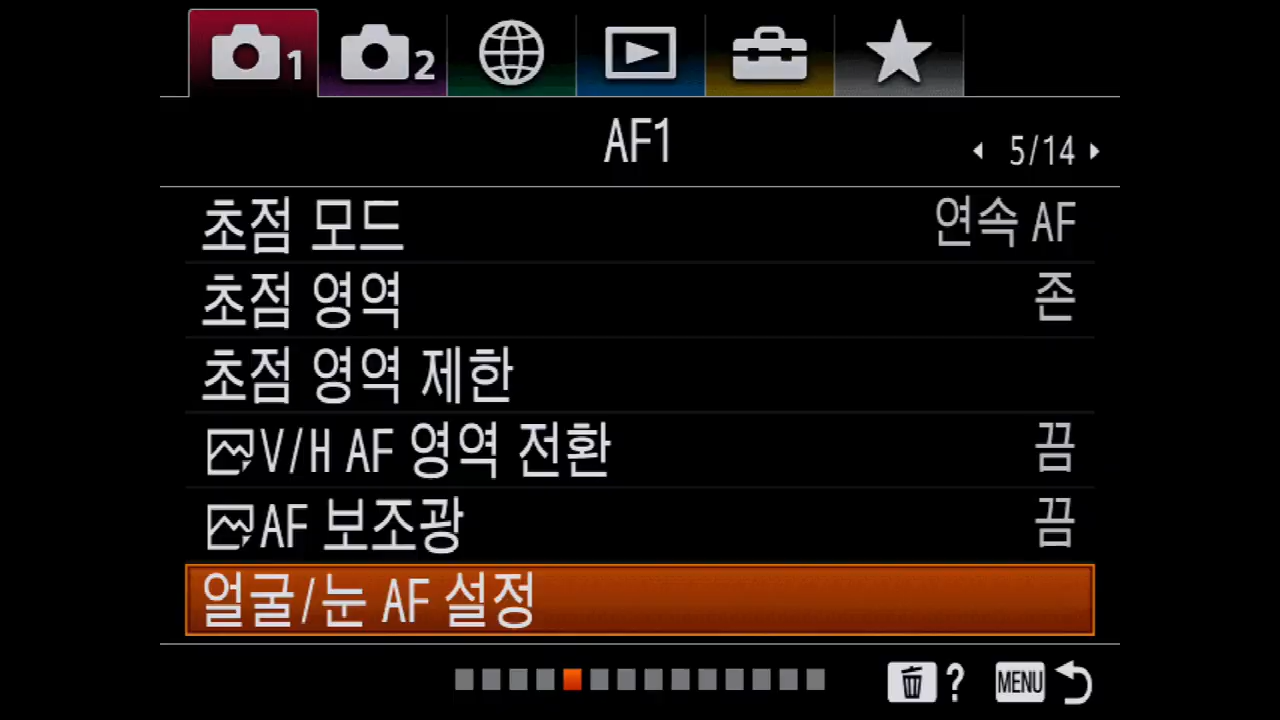 1 2
AF1
5/14
초점 모드 연속 AF
초점 영역 존
초점 영역 제한
V/H AF 영역 전환 끔
AF 보조광 끔
얼굴/눈 AF 설정
? MENU